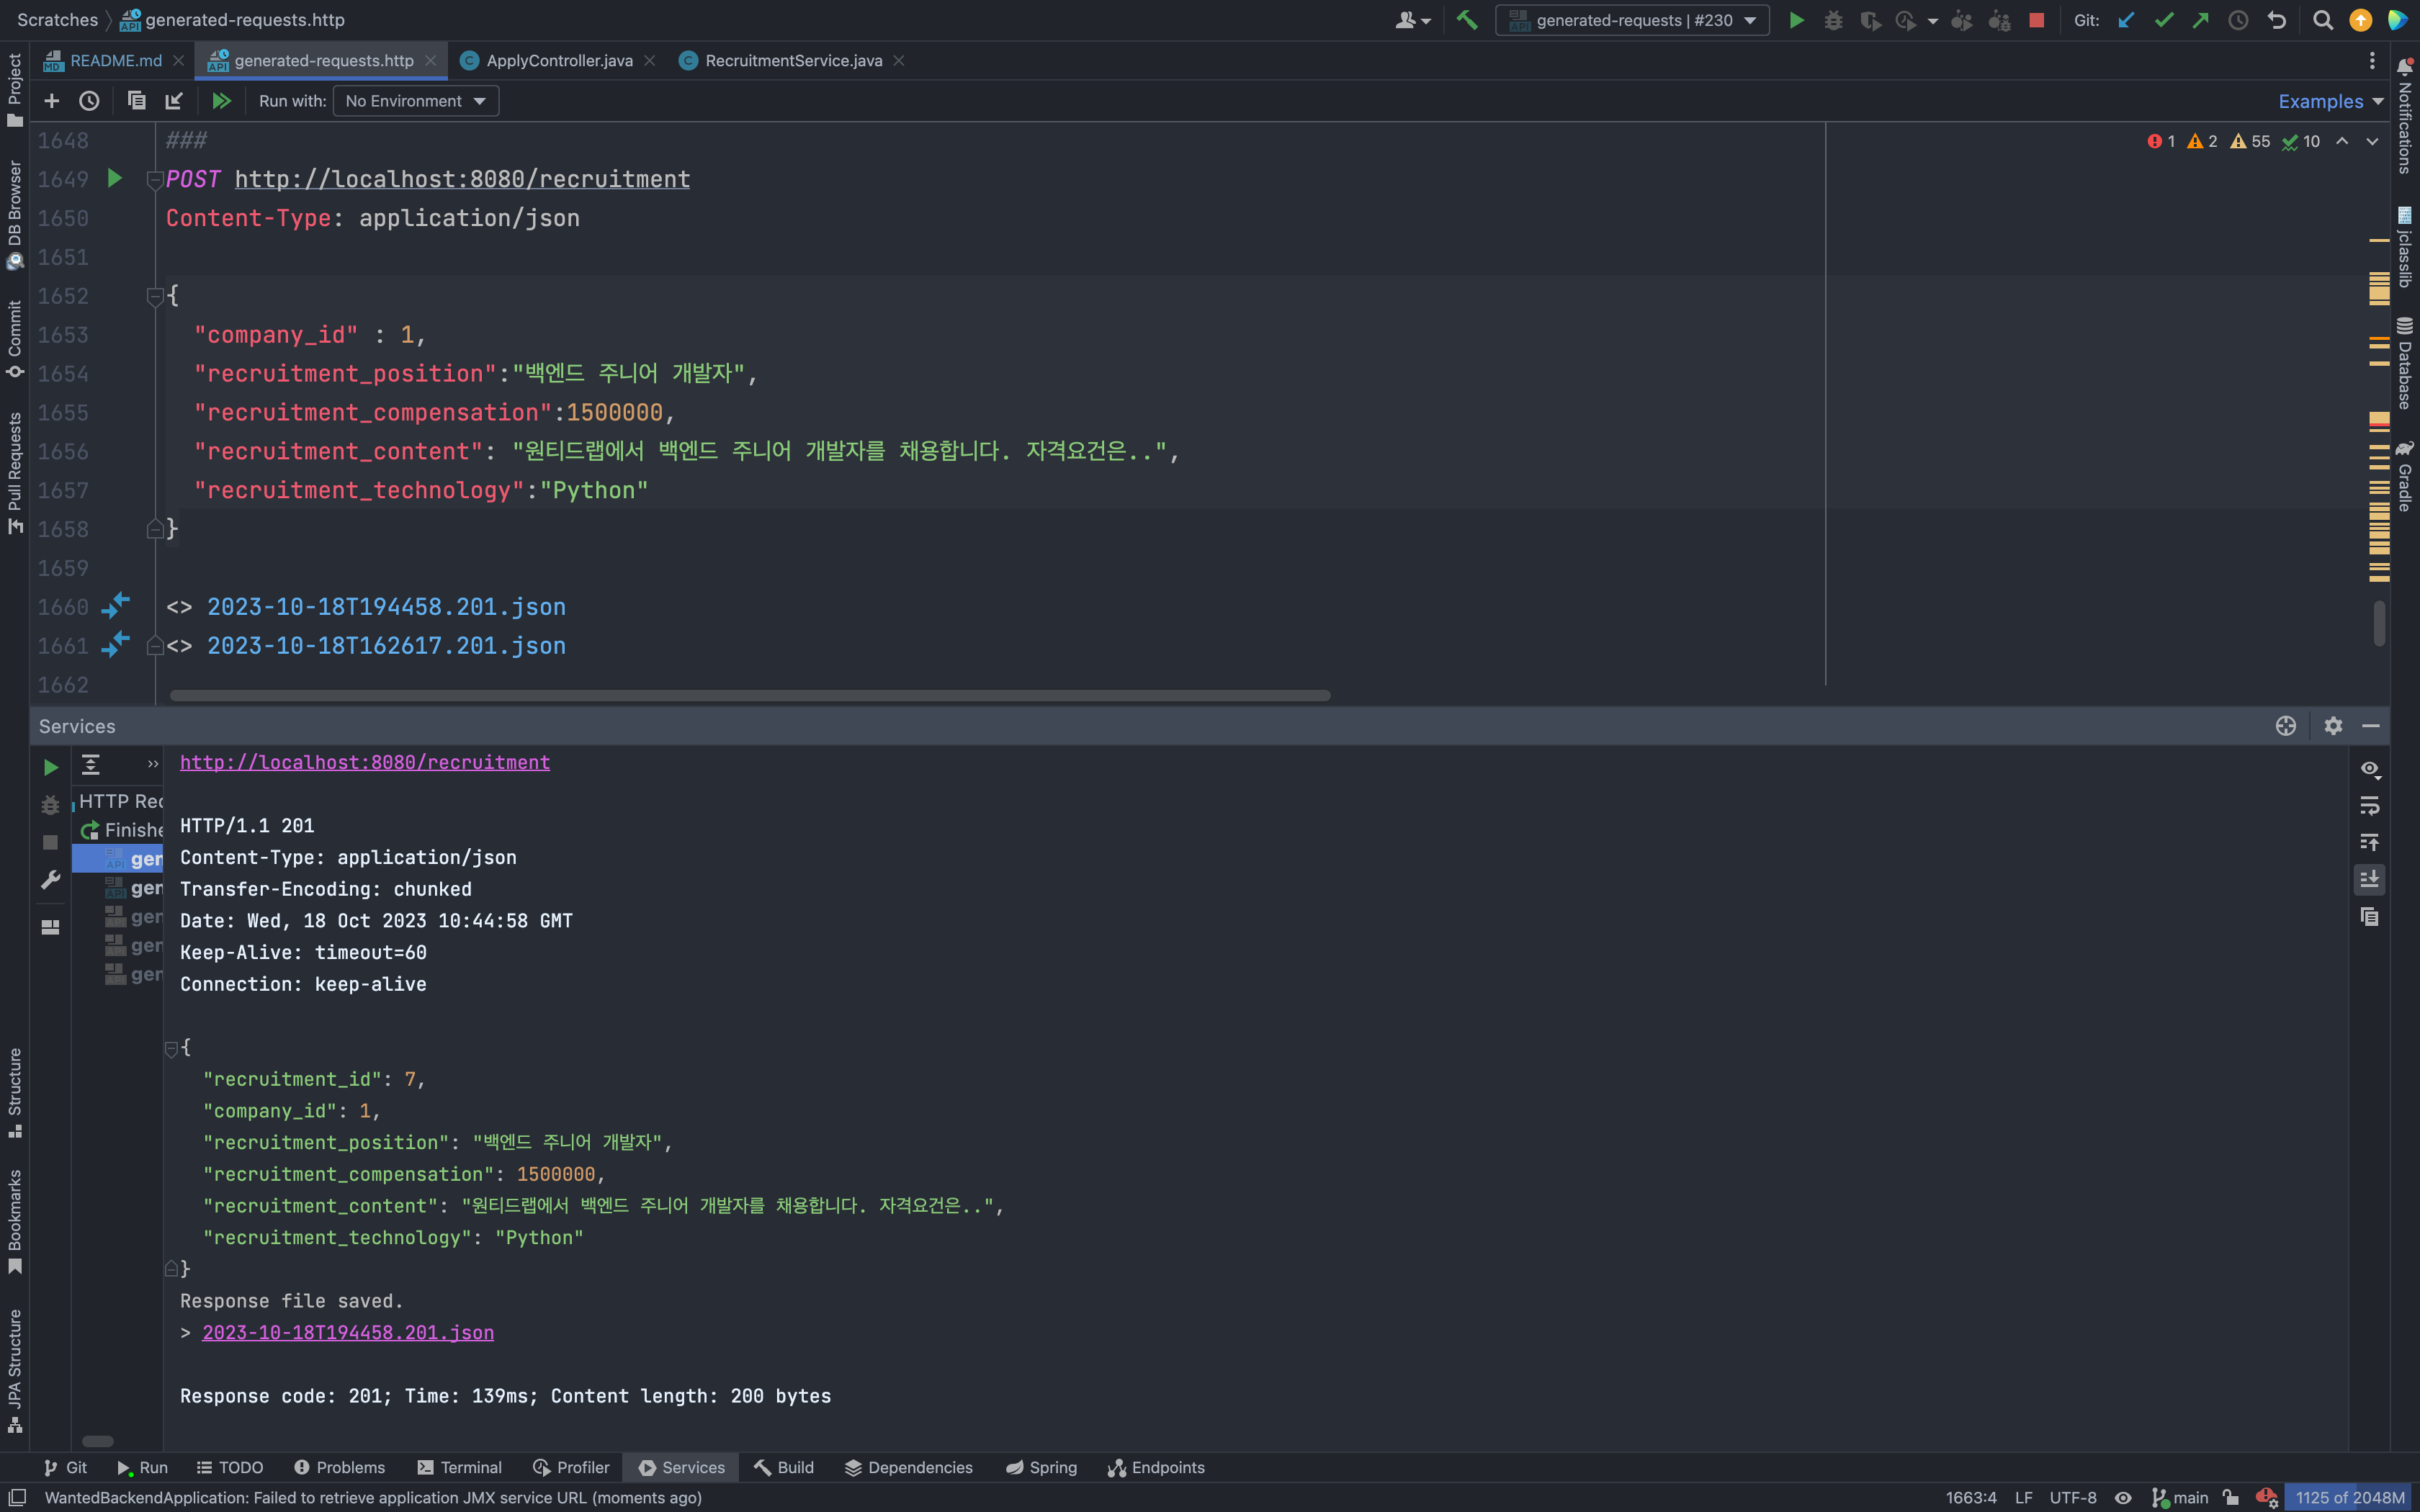 Scratches generated-requests.http
generated-requests | #230
Git:
README.md
generated-requests.http
ApplyController.java
RecruitmentService.java
Run with: No Environment
Examples
1648 ###
1649 POST http://localhost:8080/recruitment
1650 Content-Type: application/json
1651
1652 {
1653 "company_id" : 1,
1654 "recruitment_position":"백엔드 주니어 개발자",
1655 "recruitment_compensation":1500000,
1656 "recruitment_content": "원티드랩에서 백엔드 주니어 개발자를 채용합니다. 자격요건은..",
1657 "recruitment_technology":"Python"
1658 }
1659
1660 <> 2023-10-18T194458.201.json
1661 <> 2023-10-18T162617.201.json
1662
1 2 55 10
Project
DB Browser
Commit
Pull Requests
Structure
Bookmarks
JPA Structure
Notifications
jclasslib
Database
Gradle
Services
HTTP Rec
Finishe
ger
ger
ger
ger
ger
http://localhost:8080/recruitment
HTTP/1.1 201
Content-Type: application/json
Transfer-Encoding: chunked
Date: Wed, 18 Oct 2023 10:44:58 GMT
Keep-Alive: timeout=60
Connection: keep-alive
{
"recruitment_id": 7,
"company_id": 1,
"recruitment_position": "백엔드 주니어 개발자",
"recruitment_compensation": 1500000,
"recruitment_content": "원티드랩에서 백엔드 주니어 개발자를 채용합니다. 자격요건은..",
"recruitment_technology": "Python"
}
Response file saved.
> 2023-10-18T194458.201.json
Response code: 201; Time: 139ms; Content length: 200 bytes
Git Run TODO Problems Terminal Profiler Services Build Dependencies Spring Endpoints
WantedBackendApplication: Failed to retrieve application JMX service URL (moments ago)
1663:4 LF UTF-8 main 1125 of 2048M